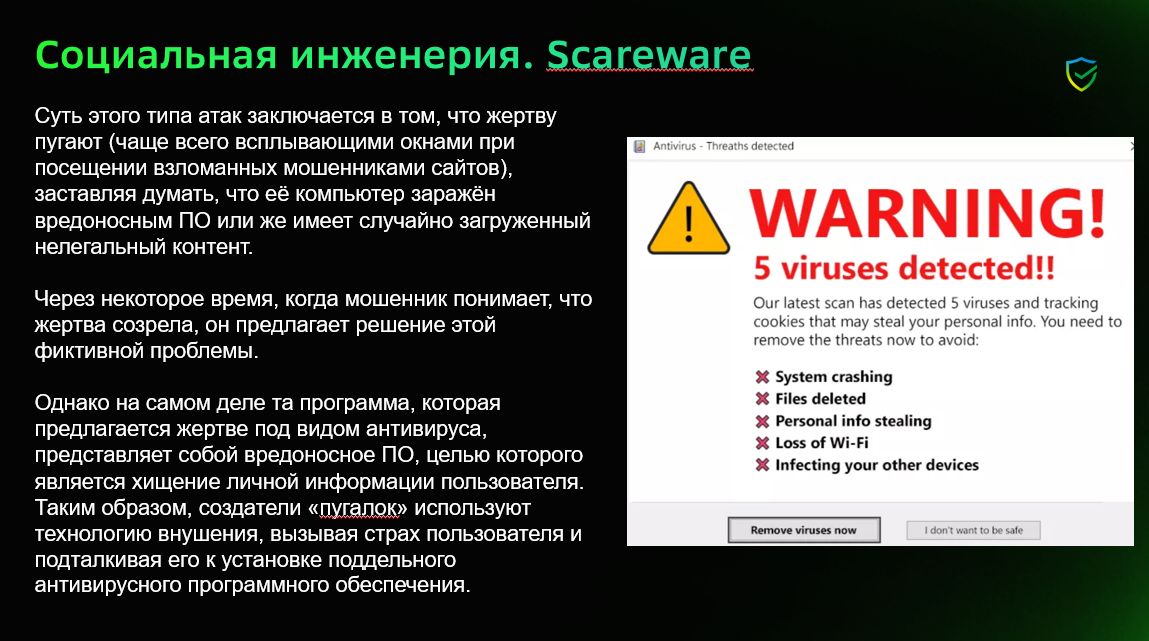 Социальная инженерия. Scareware
Суть этого типа атак заключается в том, что жертву
пугают (чаще всего всплывающими окнами при
посещении взломанных мошенниками сайтов),
заставляя думать, что её компьютер заражён
вредоносным ПО или же имеет случайно загруженный
нелегальный контент.
Через некоторое время, когда мошенник понимает, что
жертва созрела, он предлагает решение этой
фиктивной проблемы.
Однако на самом деле та программа, которая
предлагается жертве под видом антивируса,
представляет собой вредоносное ПО, целью которого
является хищение личной информации пользователя.
Таким образом, создатели «пугалок» используют
технологию внушения, вызывая страх пользователя и
подталкивая его к установке поддельного
антивирусного программного обеспечения.
Antivirus - Threaths detected
WARNING!
5 viruses detected!!
Our latest scan has detected 5 viruses and tracking
cookies that may steal your personal info. You need to
remove the threats now to avoid:
System crashing
Files deleted
Personal info stealing
Loss of Wi-Fi
Infecting your other devices
Remove viruses now
I don't want to be safe